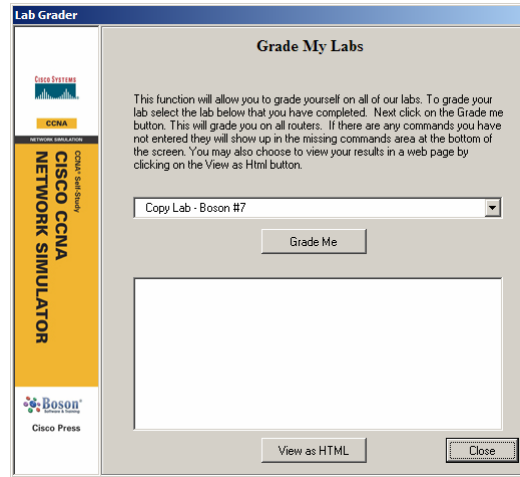 Lab Grader
Grade My Labs
CISCO SYSTEMS
CCNA
NETWORK SIMULATION
CCNA® Self-Study
CISCO CCNA
NETWORK SIMULATOR
Boson®
Software & Training
Cisco Press
This function will allow you to grade yourself on all of our labs. To grade your
lab select the lab below that you have completed. Next click on the Grade me
button. This will grade you on all routers. If there are any commands you have
not entered they will show up in the missing commands area at the bottom of
the screen. You may also choose to view your results in a web page by
clicking on the View as Html button.
Copy Lab - Boson #7
Grade Me
View as HTML
Close